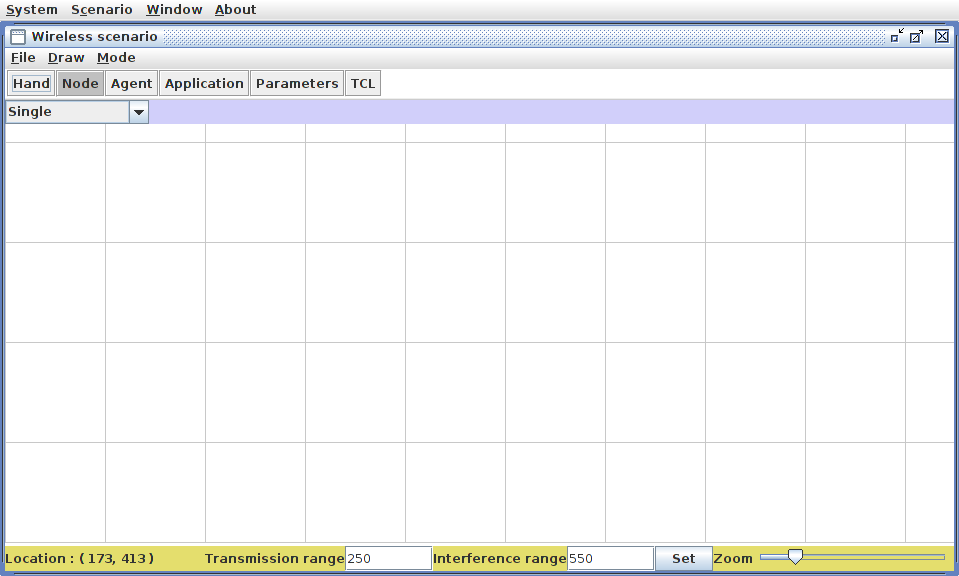 System Scenario Window About
Wireless scenario
File Draw Mode
Hand Node Agent Application Parameters TCL
Single
Location : ( 173, 413 ) Transmission range 250 Interference range 550 Set Zoom